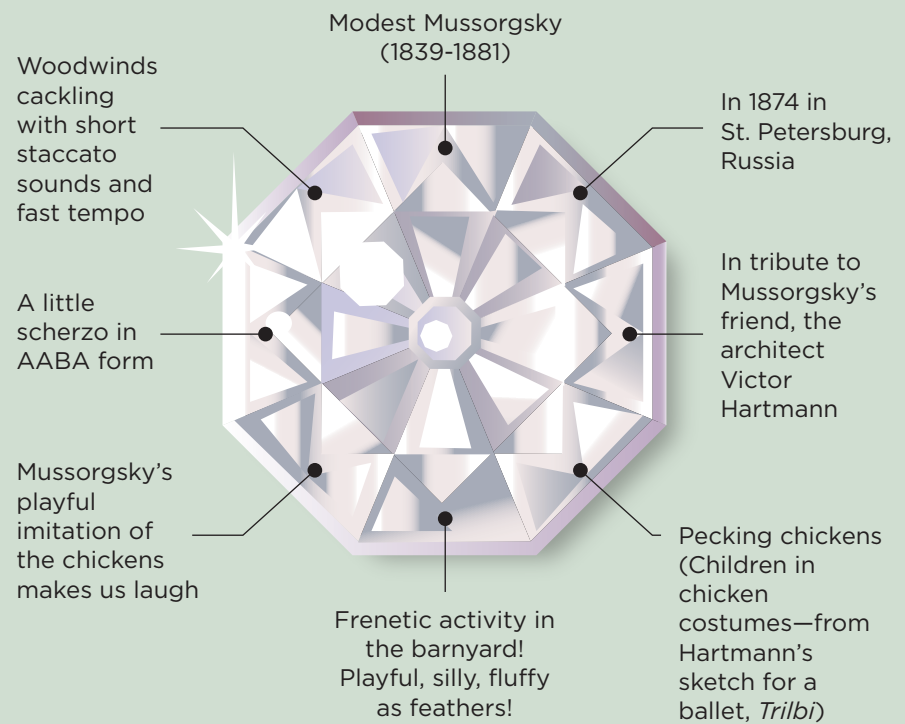 Modest Mussorgsky
(1839-1881)
In 1874 in
St. Petersburg,
Russia
In tribute to
Mussorgsky's
friend, the
architect
Victor
Hartmann
Pecking chickens
(Children in
chicken
costumes—from
Hartmann's
sketch for a
ballet, Trilbi)
Frenetic activity in
the barnyard!
Playful, silly, fluffy
as feathers!
Mussorgsky's
playful
imitation of
the chickens
makes us laugh
A little
scherzo in
AABA form
Woodwinds
cackling
with short
staccato
sounds and
fast tempo